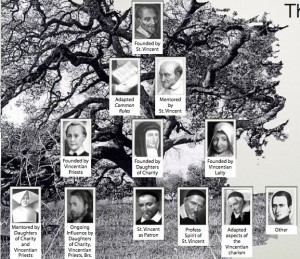 Th
Founded by
St. Vincent
Adapted
Common
Rules
Mentored
by
St. Vincent
Founded by
Vincentian
Priests
Founded by
Daughters
of Charity
Founded by
Vincentian
Laity
Mentored by
Daughters
of Charity
and
Vincentian
Priests
Ongoing
Influence by
Daughters of
Charity,
Vincentian
Priests, Brs.
St. Vincent
as Patron
Profess
Spirit of
St. Vincent
Adapted
aspects of
the
Vincentian
charism
Other